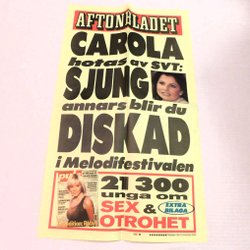 AFTONBLADET
CAROLA
hotas av SVT:
SJUNG
annars blir du
DISKAD
i Melodifestivalen
21 300
unga om
SEX &
OTROHET
EXTRA
BILAGA